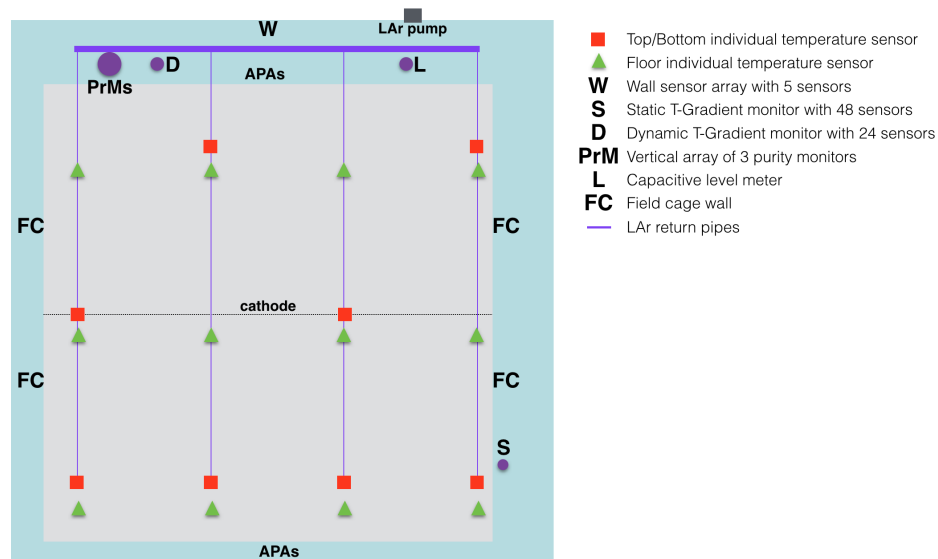 W
LAr pump
D
L
PrMs
APAs
FC
FC
cathode
FC
FC
S
APAs
Top/Bottom individual temperature sensor
Floor individual temperature sensor
W Wall sensor array with 5 sensors
S Static T-Gradient monitor with 48 sensors
D Dynamic T-Gradient monitor with 24 sensors
PrM Vertical array of 3 purity monitors
L Capacitive level meter
FC Field cage wall
LAr return pipes